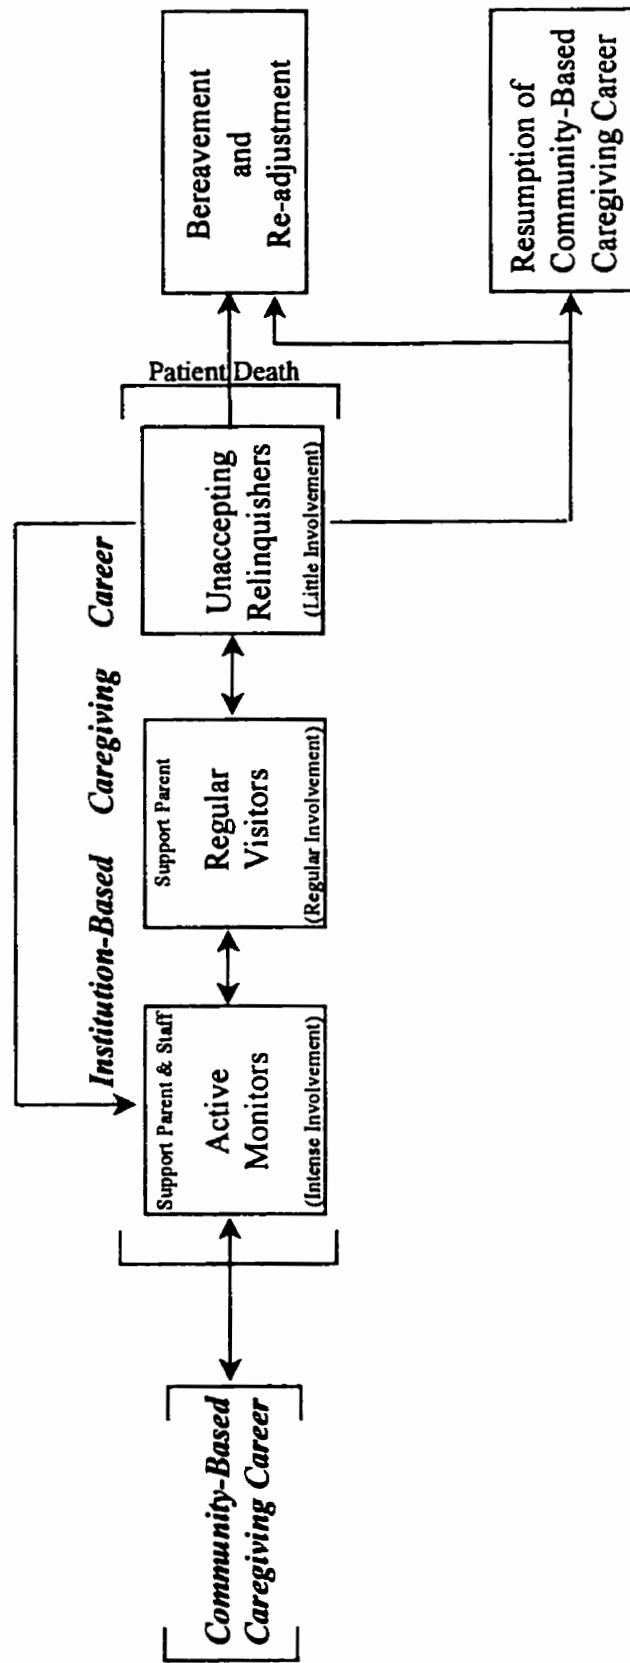 Community-Based
Caregiving Career
Institution-Based Caregiving Career
Support Parent & Staff
Active
Monitors
(Intense Involvement)
Support Parent
Regular
Visitors
(Regular Involvement)
Unaccepting
Relinquishers
(Little Involvement)
Patient Death
Bereavement
and
Re-adjustment
Resumption of
Community-Based
Caregiving Career